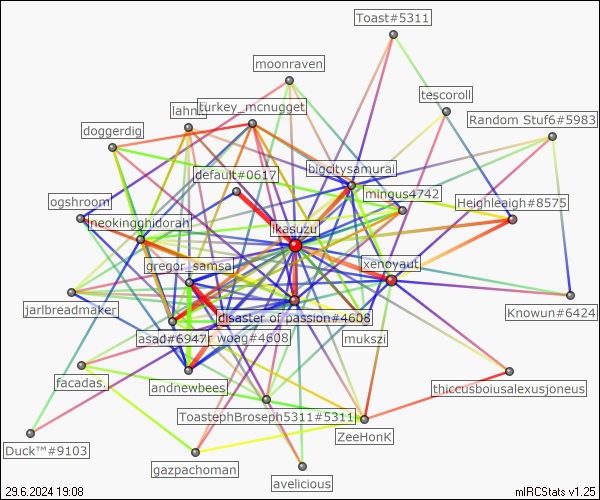 Toast#5311
moonraven
tescoroll
lahn
turkey_mcnugget
Random Stuf6#5983
doggerdig
bigcitysamurai
default#0617
mingus4742
ogshroom
Heighleaigh#8575
neokingghidorah
ikasuzu
gregor_samsa
xenoyaut
jarlbreadmaker
Knowun#6424
disaster of passion#4608
asad#6947
r woag#4608
mukszi
facadas.
andnewbees
thiccusboiusalexusjoneus
ToastephBroseph5311#5311
ZeeHonK
Duck™#9103
gazpachoman
avelicious
29.6.2024 19:08
mIRCStats v1.25